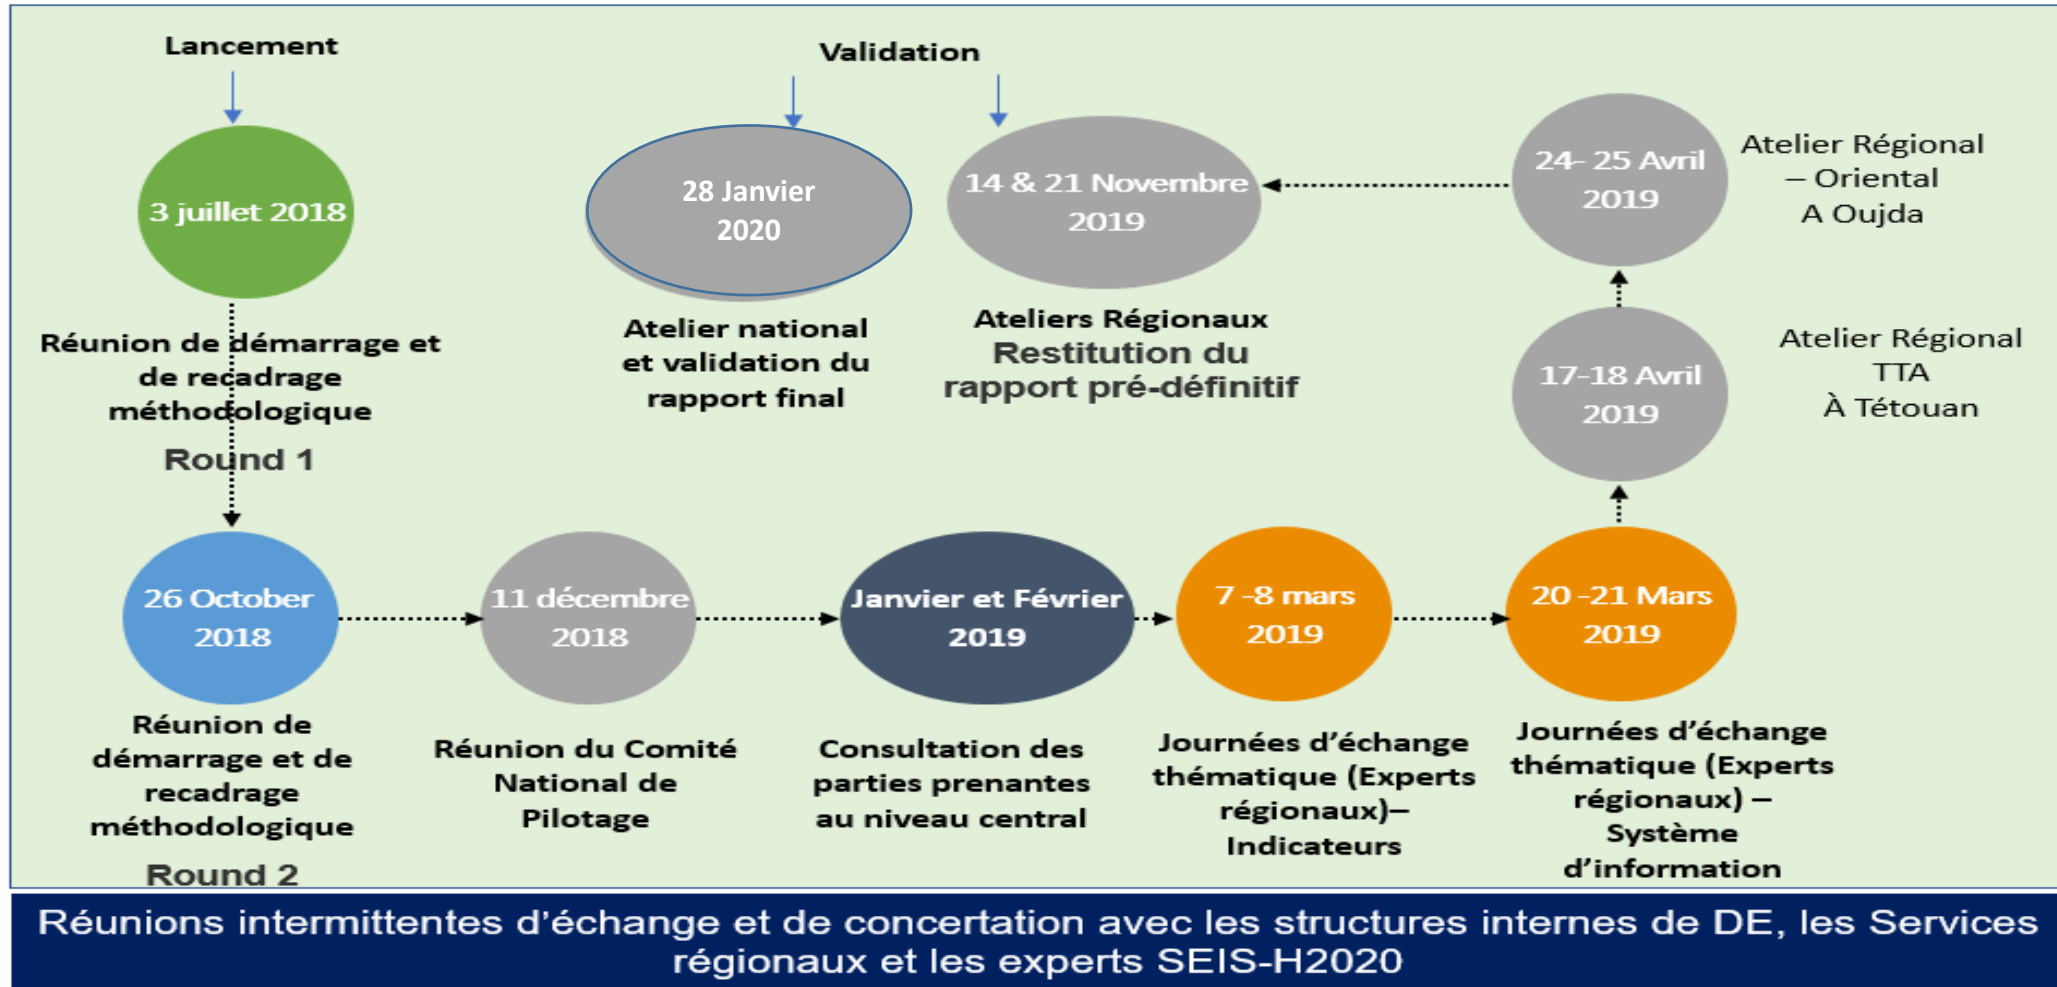 Lancement
3 juillet 2018
Réunion de démarrage et
de recadrage
méthodologique
Round 1
26 October
2018
Réunion de
démarrage et de
recadrage
méthodologique
Round 2
11 décembre
2018
Réunion du Comité
National de
Pilotage
Janvier et Février
2019
Consultation des
parties prenantes
au niveau central
7 -8 mars
2019
Journées d’échange
thématique (Experts
régionaux)–
Indicateurs
20 -21 Mars
2019
Journées d’échange
thématique (Experts
régionaux) –
Système
d’information
17-18 Avril
2019
Atelier Régional
TTA
À Tétouan
24- 25 Avril
2019
Atelier Régional
– Oriental
A Oujda
Validation
14 & 21 Novembre
2019
Ateliers Régionaux
Restitution du
rapport pré-définitif
28 Janvier
2020
Atelier national
et validation du
rapport final
Réunions intermittentes d’échange et de concertation avec les structures internes de DE, les Services
régionaux et les experts SEIS-H2020